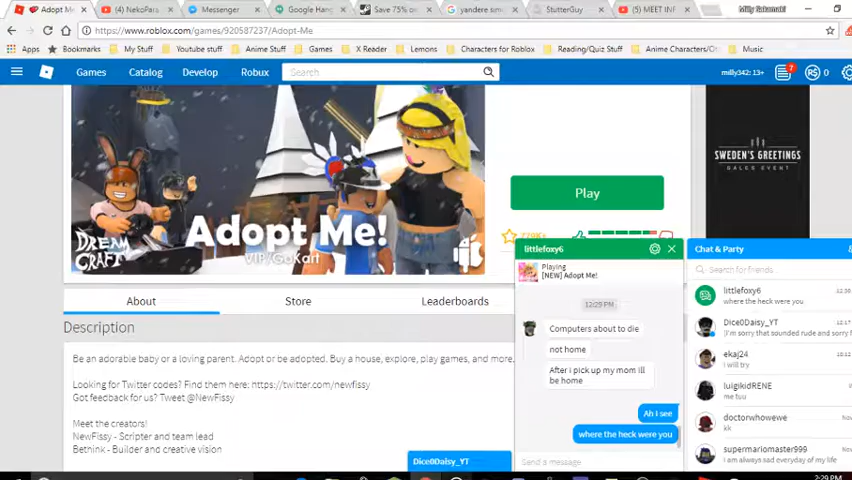 Adopt Me
(4) NekoPars
Messenger
Google Hang
Save 75% o
yandere sim
StutterGuy
(5) MEET INF
Milly Sakamaki
https://www.roblox.com/games/920587237/Adopt-Me
Apps
Bookmarks
My Stuff
Youtube stuff
Anime Stuff
Games
X Reader
Lemons
Characters for Roblox
Reading/Quiz Stuff
Anime Characters
Music
Games
Catalog
Develop
Robux
Search
milly342: 13+
7
R$ 0
Adopt Me!
VIP/GoKart
DREAM
CRAFT
Play
SWEDEN'S GREETINGS
SALES EVENT
729K+
About
Store
Leaderboards
Description
Be an adorable baby or a loving parent. Adopt or be adopted. Buy a house, explore, play games, and more.
Looking for Twitter codes? Find them here: https://twitter.com/newfissy
Got feedback for us? Tweet @NewFissy
Meet the creators!
NewFissy - Scripter and team lead
Bethink - Builder and creative vision
littlefoxy6
Playing
[NEW] Adopt Me!
12:29 PM
Computers about to die
not home
After i pick up my mom ill
be home
Ah I see
where the heck were you
Send a message
Dice0Daisy_YT
Chat & Party
Search for friends
littlefoxy6
where the heck were you
Dice0Daisy_YT
(I'm sorry that sounded rude and sorry f
ekaj24
I will try
luigikidRENE
me tuu
doctorwhowewe
kk
supermariomaster999
I am always sad everyday of my life
2:29 PM